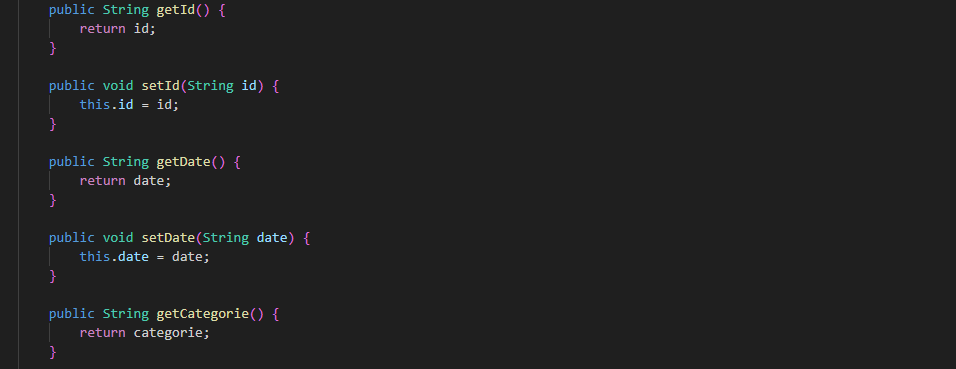 public String getId() {
return id;
}
public void setId(String id) {
this.id = id;
}
public String getDate() {
return date;
}
public void setDate(String date) {
this.date = date;
}
public String getCategorie() {
return categorie;
}